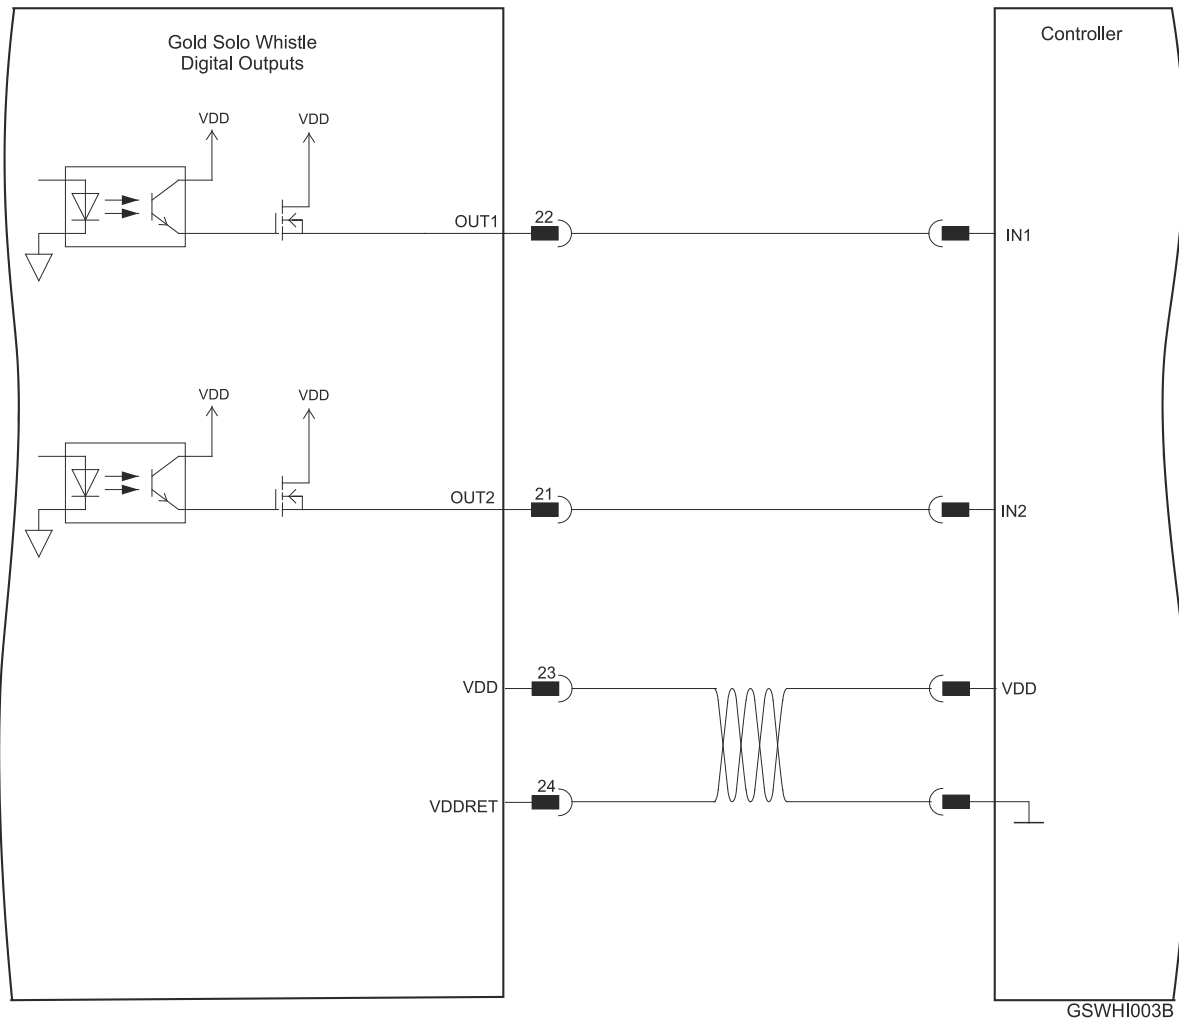 Gold Solo Whistle
Digital Outputs
Controller
VDD
VDD
OUT1
22
IN1
VDD
VDD
OUT2
21
IN2
VDD
23
VDD
VDDRET
24
GSWHI003B